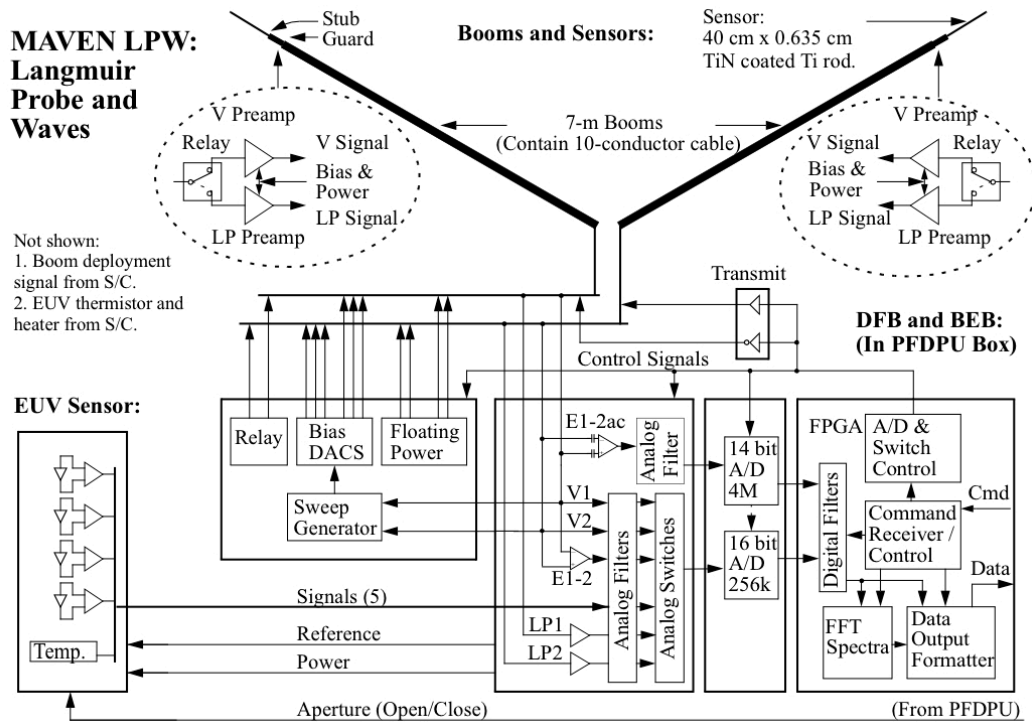 MAVEN LPW:
Langmuir
Probe and
Waves
Stub
Guard
Booms and Sensors:
Sensor:
40 cm x 0.635 cm
TiN coated Ti rod.
V Preamp
Relay
V Signal
Bias &
Power
LP Signal
LP Preamp
7-m Booms
(Contain 10-conductor cable)
V Preamp
V Signal
Relay
Bias &
Power
LP Signal
LP Preamp
Not shown:
1. Boom deployment
signal from S/C.
2. EUV thermistor and
heater from S/C.
Transmit
DFB and BEB:
(In PFDPU Box)
Control Signals
EUV Sensor:
Relay
Bias
DACS
Floating
Power
Sweep
Generator
E1-2ac
Analog
Filter
V1
V2
E1-2
Analog Filters
Analog Switches
LP1
LP2
14 bit
A/D
4M
16 bit
A/D
256k
FPGA
A/D &
Switch
Control
Digital Filters
Command
Receiver /
Control
Cmd
Data
FFT
Spectra
Data
Output
Formatter
Signals (5)
Reference
Power
Temp.
Aperture (Open/Close)
(From PFDPU)